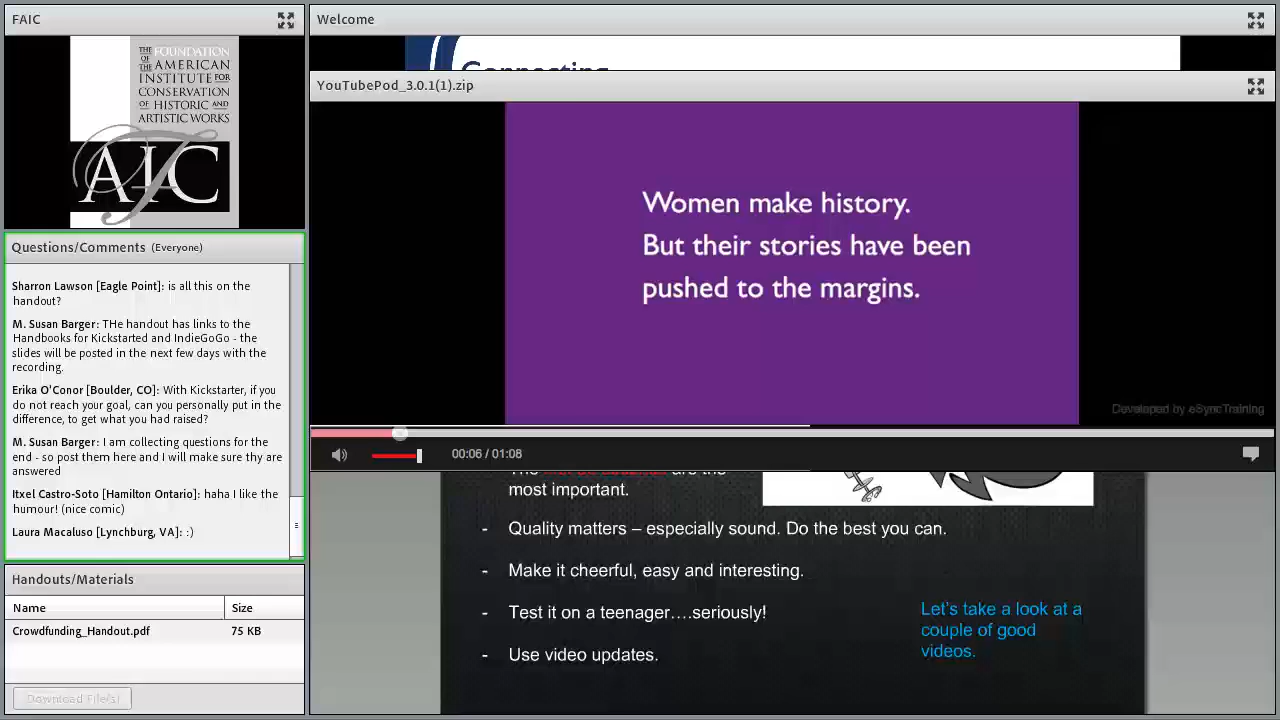 FAIC
THE FOUNDATION
OF THE AMERICAN
INSTITUTE FOR
CONSERVATION
OF HISTORIC AND
ARTISTIC WORKS
AIC
Questions/Comments (Everyone)
Sharron Lawson [Eagle Point]: is all this on the
handout?
M. Susan Barger: THe handout has links to the
Handbooks for Kickstarted and IndieGoGo - the
slides will be posted in the next few days with the
recording.
Erika O'Conor [Boulder, CO]: With Kickstarter, if you
do not reach your goal, can you personally put in the
difference, to get what you had raised?
M. Susan Barger: I am collecting questions for the
end - so post them here and I will make sure thy are
answered
Itxel Castro-Soto [Hamilton Ontario]: haha I like the
humour! (nice comic)
Laura Macaluso [Lynchburg, VA]: :)
Handouts/Materials
Name Size
Crowdfunding_Handout.pdf 75 KB
Download File(s)
Welcome
Connecting
YouTubePod_3.0.1(1).zip
Women make history.
But their stories have been
pushed to the margins.
Developed by eSyncTraining
00:06 / 01:08
The are the
most important.
- Quality matters – especially sound. Do the best you can.
- Make it cheerful, easy and interesting.
- Test it on a teenager….seriously!
- Use video updates.
Let's take a look at a
couple of good
videos.